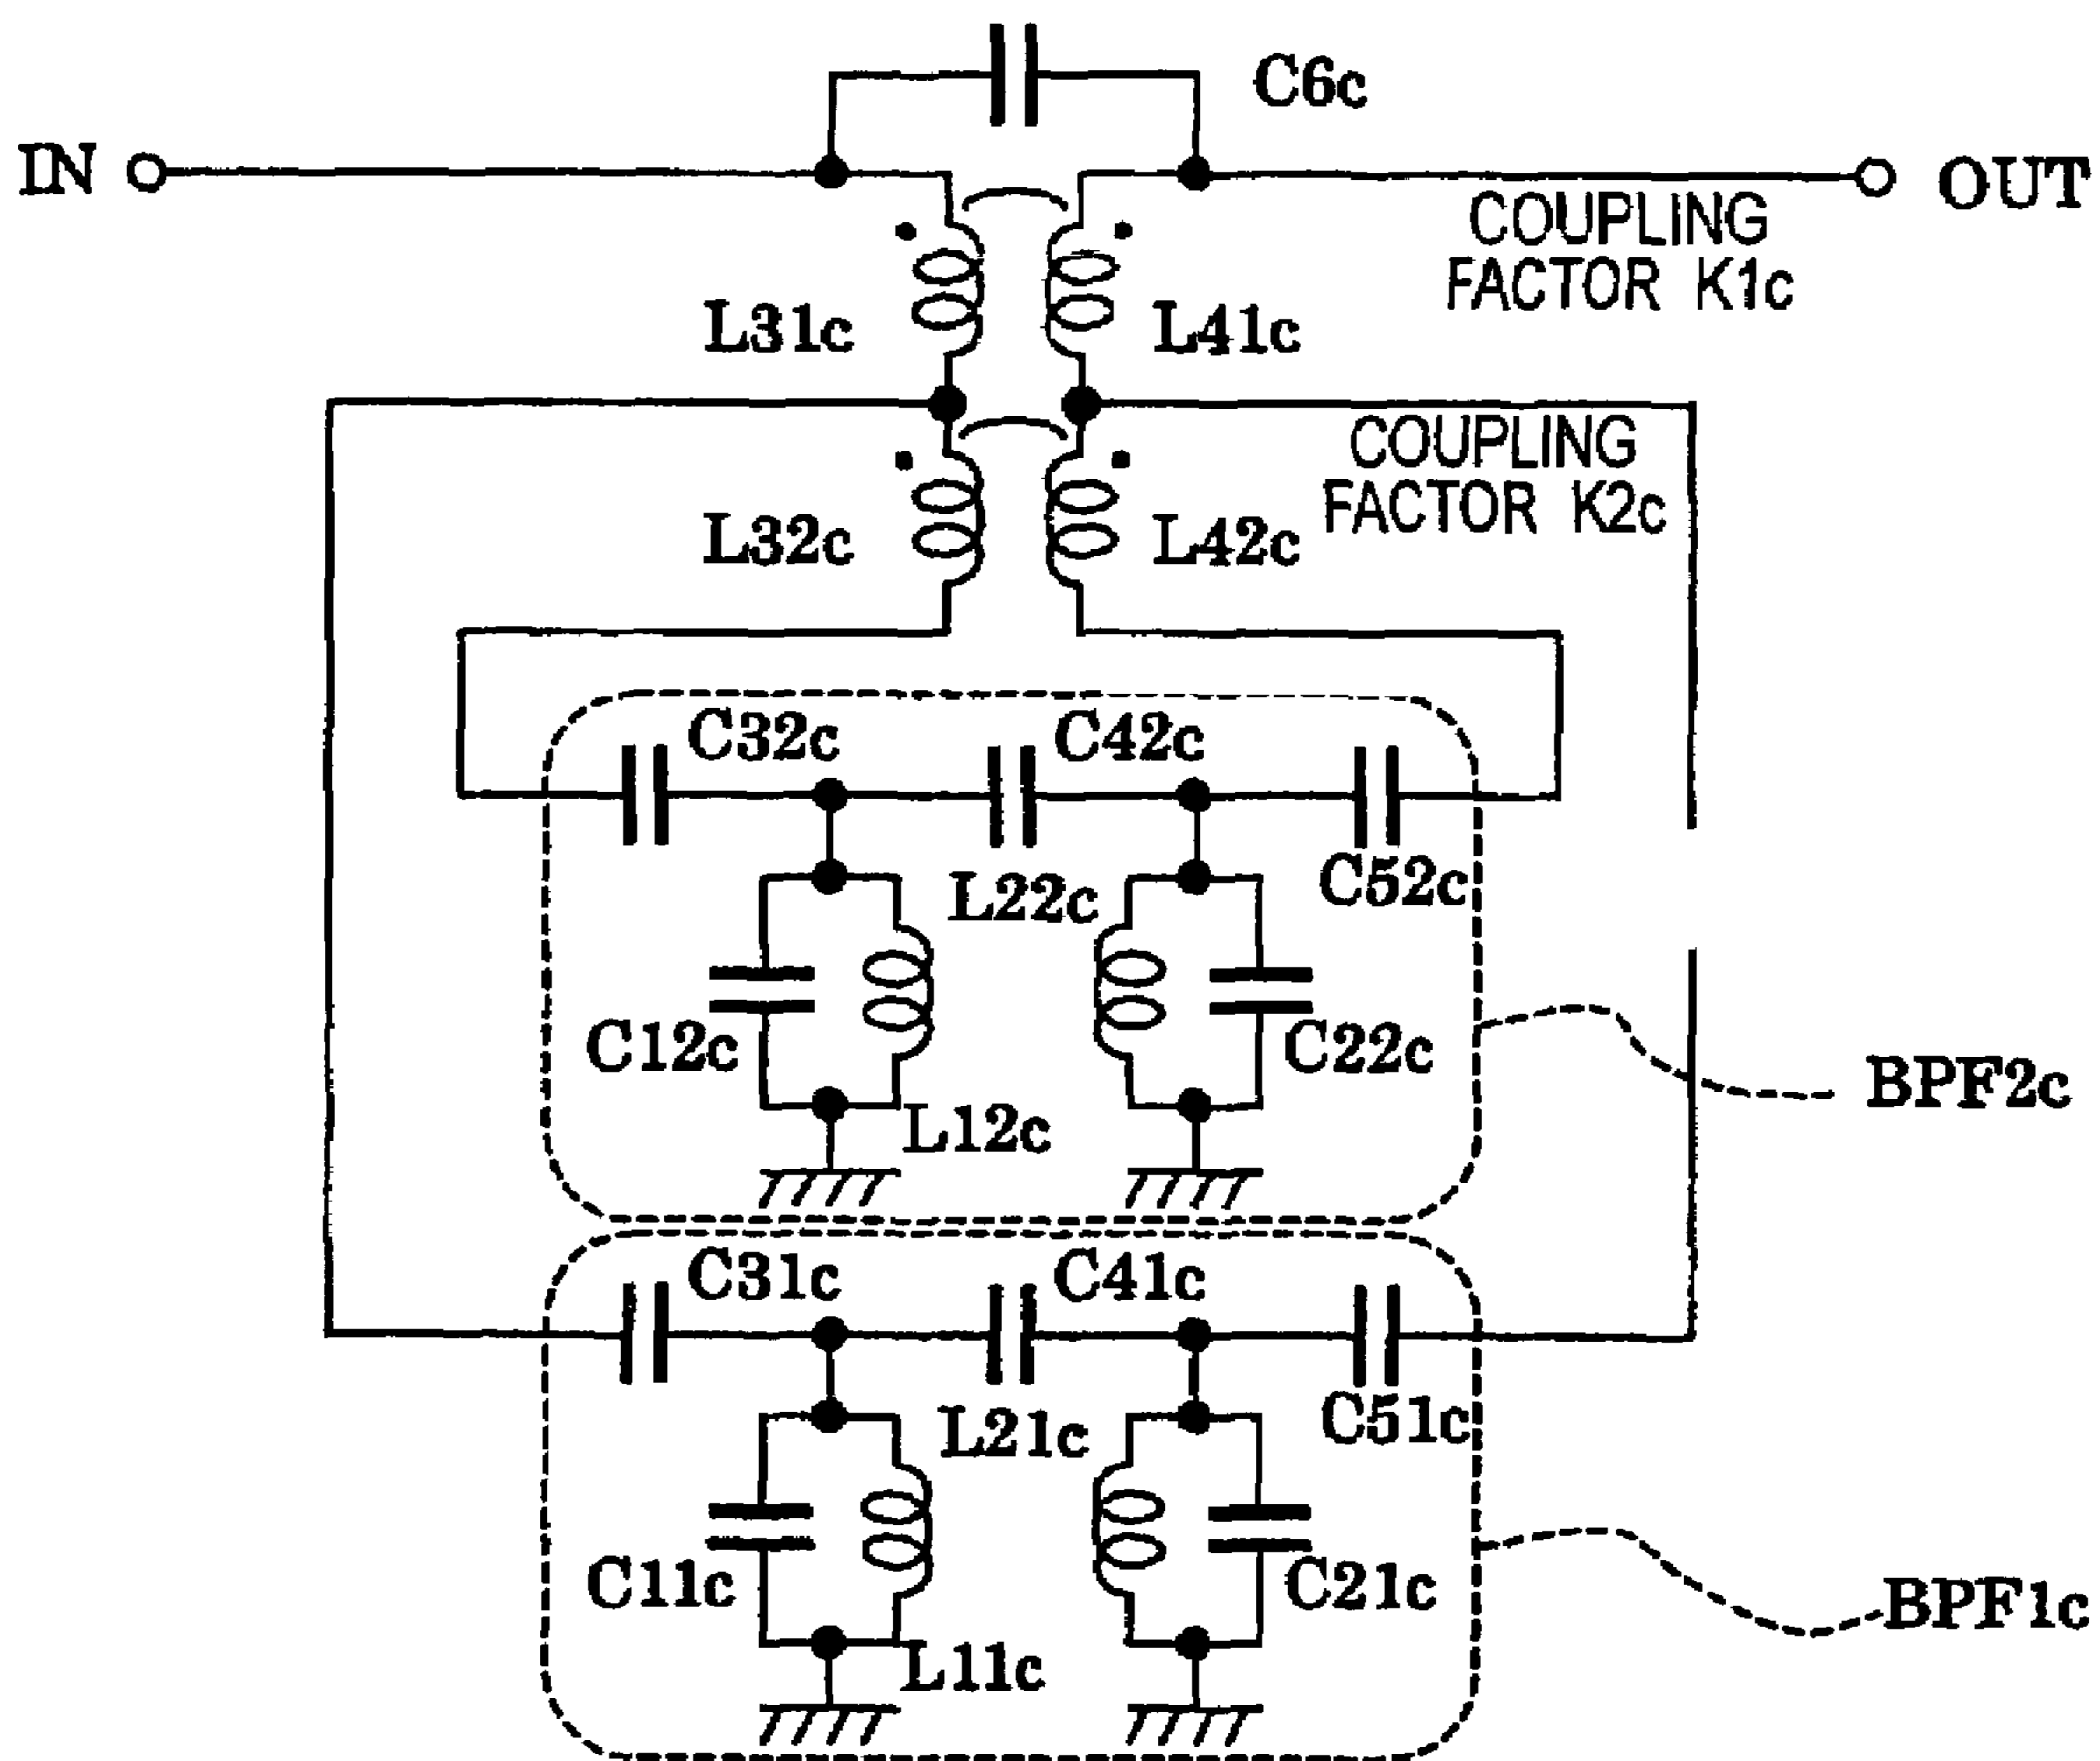 C6c
IN
OUT
COUPLING
FACTOR K1c
L31c
L41c
COUPLING
FACTOR K2c
L32c
L42c
C32c
C42c
L22c
C52c
C12c
C22c
L12c
BPF2c
C31c
C41c
L21c
C51c
C11c
C21c
L11c
BPF1c